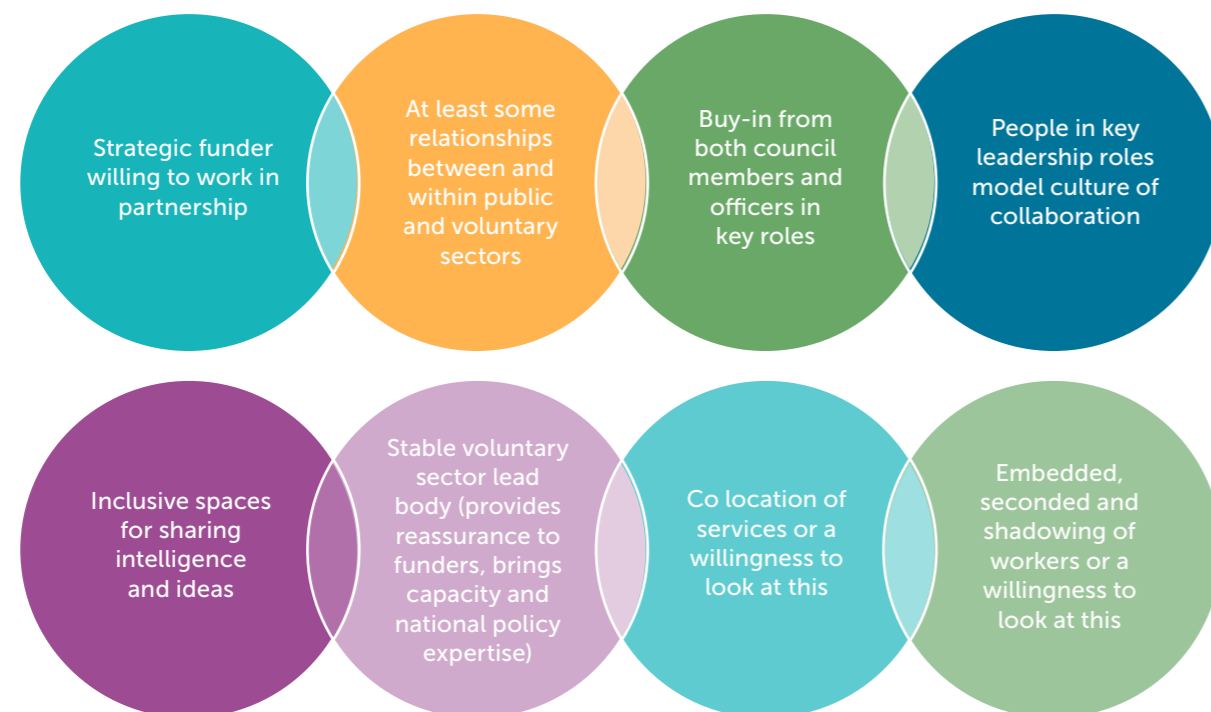 Strategic funder
willing to work in
partnership
At least some
relationships
between and
within public
and voluntary
sectors
Buy-in from
both council
members and
officers in
key roles
People in key
leadership roles
model culture of
collaboration
Inclusive spaces
for sharing
intelligence
and ideas
Stable voluntary
sector lead
body (provides
reassurance to
funders, brings
capacity and
national policy
expertise)
Co location of
services or a
willingness to
look at this
Embedded,
seconded and
shadowing of
workers or a
willingness to
look at this